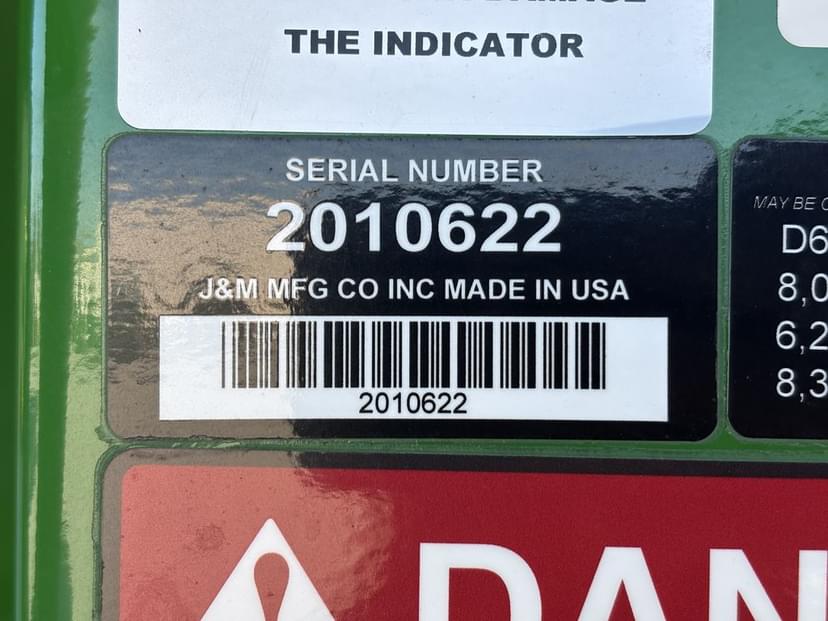 THE INDICATOR
SERIAL NUMBER
2010622
J&M MFG CO INC MADE IN USA
2010622
MAY BE
D6
8,0
6,2
8,3
DAN